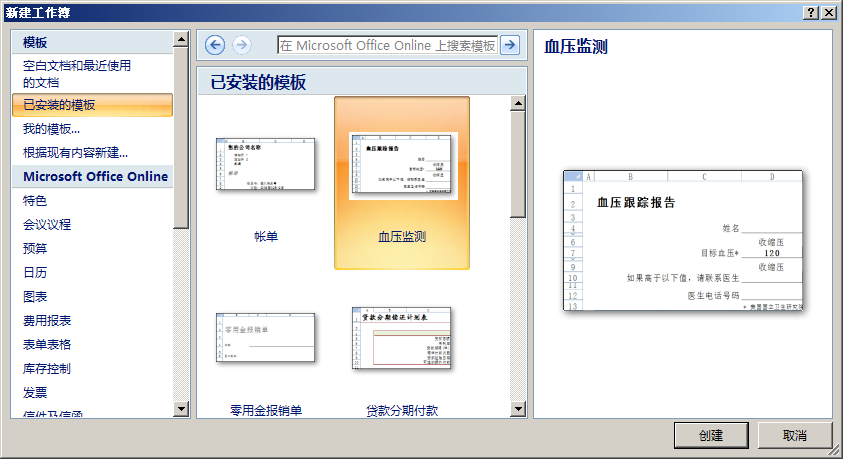 新建工作簿
模板
空白文档和最近使用
的文档
已安装的模板
我的模板...
根据现有内容新建...
Microsoft Office Online
特色
会议议程
预算
日历
图表
费用报表
表单表格
库存控制
发票
信件及信函
在 Microsoft Office Online 上搜索模板
已安装的模板
您的公司名称
帐单
血压跟踪报告
血压监测
零用金报销单
零用金报销单
贷款分期偿还计划表
贷款分期付款
血压监测
A B C D
1
2
血压跟踪报告
3
4
姓名
6
收缩压
7
目标血压*
120
9
收缩压
10
如果高于以下值，请联系医生
12
医生电话号码
13
* 美国国立卫生研究院
创建
取消